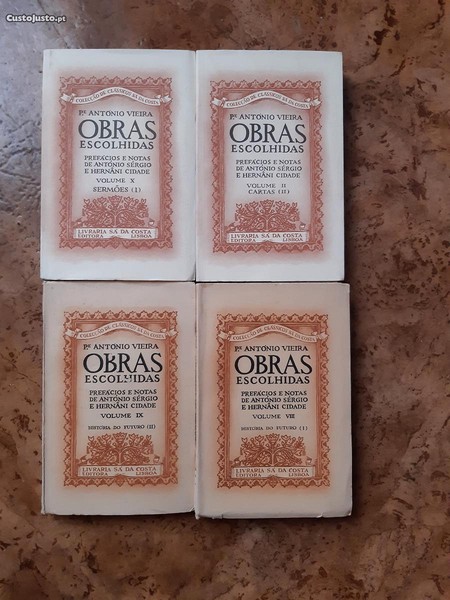 CustoJusto.pt
COLECÇÃO DE CLÁSSICOS SÁ DA COSTA
Pᵉ ANTÓNIO VIEIRA
OBRAS
ESCOLHIDAS
PREFÁCIOS E NOTAS
DE ANTÓNIO SÉRGIO
E HERNÂNI CIDADE
VOLUME X
SERMÕES (I)
LIVRARIA SÁ DA COSTA
EDITORA LISBOA
COLECÇÃO DE CLÁSSICOS SÁ DA COSTA
Pᵉ ANTÓNIO VIEIRA
OBRAS
ESCOLHIDAS
PREFÁCIOS E NOTAS
DE ANTÓNIO SÉRGIO
E HERNÂNI CIDADE
VOLUME II
CARTAS (II)
LIVRARIA SÁ DA COSTA
EDITORA LISBOA
COLECÇÃO DE CLÁSSICOS SÁ DA COSTA
Pᵉ ANTÓNIO VIEIRA
OBRAS
ESCOLHIDAS
PREFÁCIOS E NOTAS
DE ANTÓNIO SÉRGIO
E HERNÂNI CIDADE
VOLUME IX
HISTÓRIA DO FUTURO (II)
LIVRARIA SÁ DA COSTA
EDITORA LISBOA
COLECÇÃO DE CLÁSSICOS SÁ DA COSTA
Pᵉ ANTÓNIO VIEIRA
OBRAS
ESCOLHIDAS
PREFÁCIOS E NOTAS
DE ANTÓNIO SÉRGIO
E HERNÂNI CIDADE
VOLUME VIII
HISTÓRIA DO FUTURO (I)
LIVRARIA SÁ DA COSTA
EDITORA LISBOA